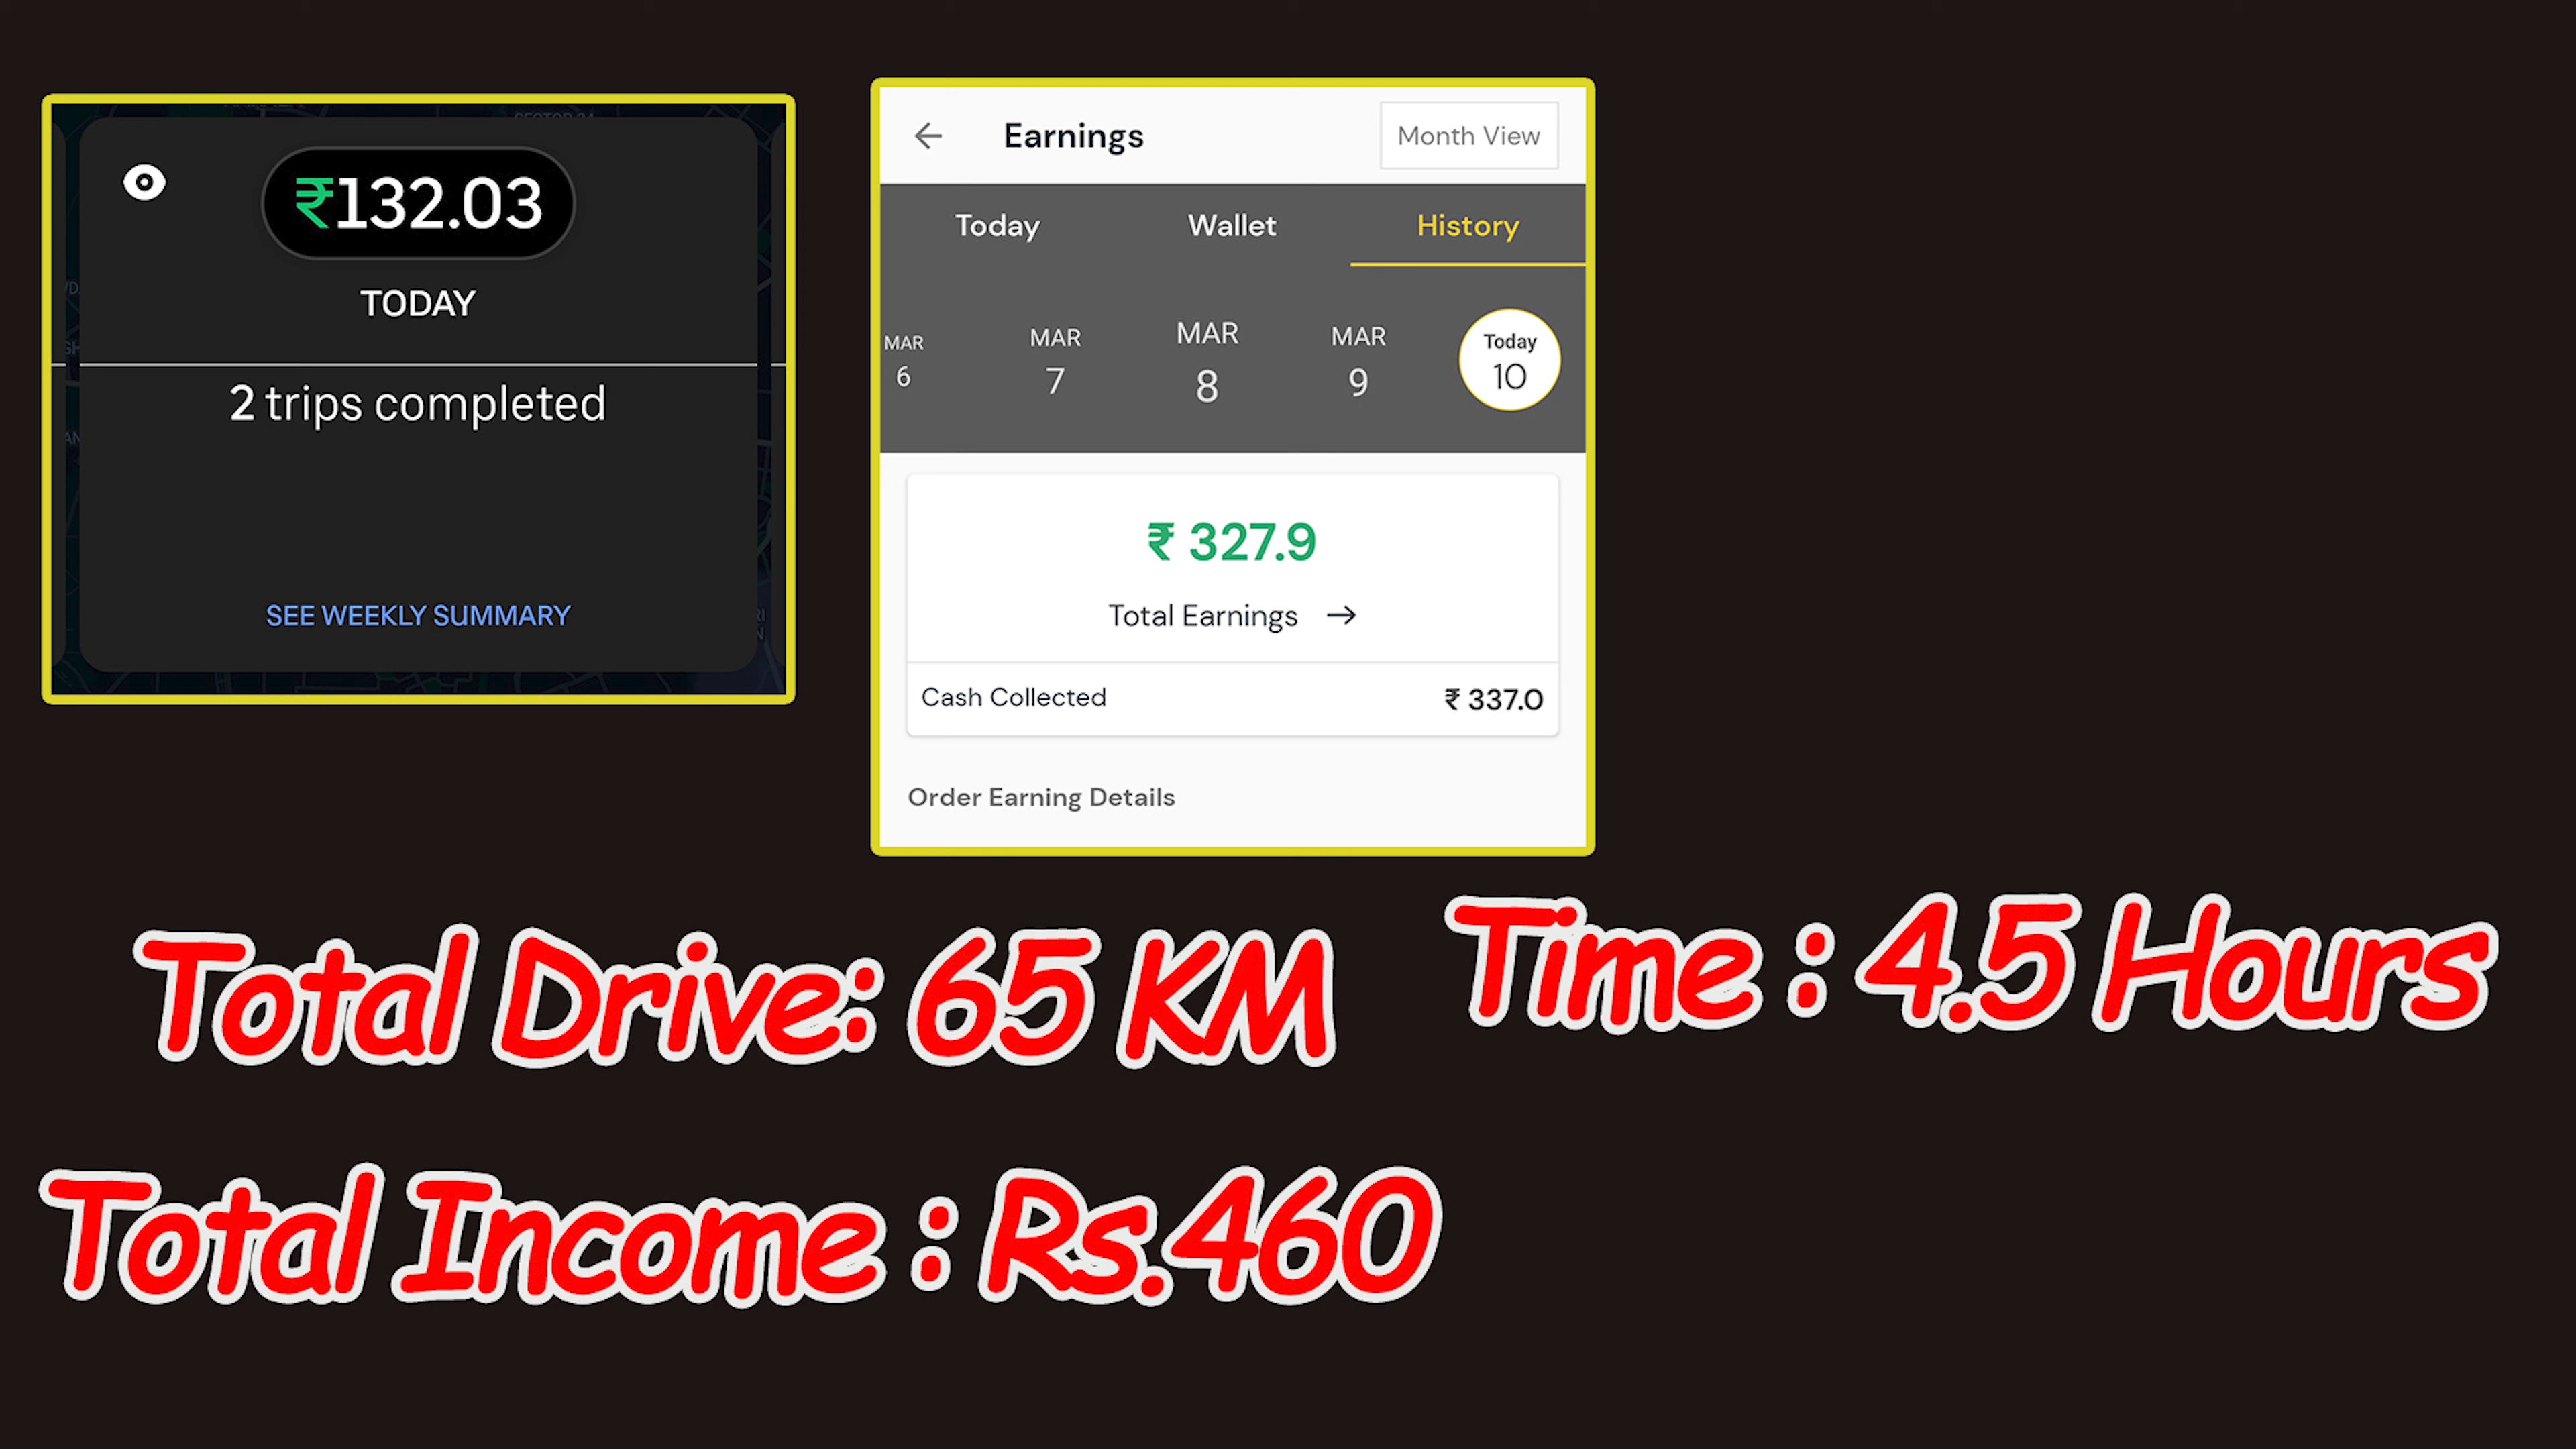 ₹132.03
TODAY
2 trips completed
SEE WEEKLY SUMMARY
Earnings
Month View
Today Wallet History
MAR 6 MAR 7 MAR 8 MAR 9 Today 10
₹ 327.9
Total Earnings →
Cash Collected ₹ 337.0
Order Earning Details
Total Drive: 65 KM
Time : 4.5 Hours
Total Income : Rs.460